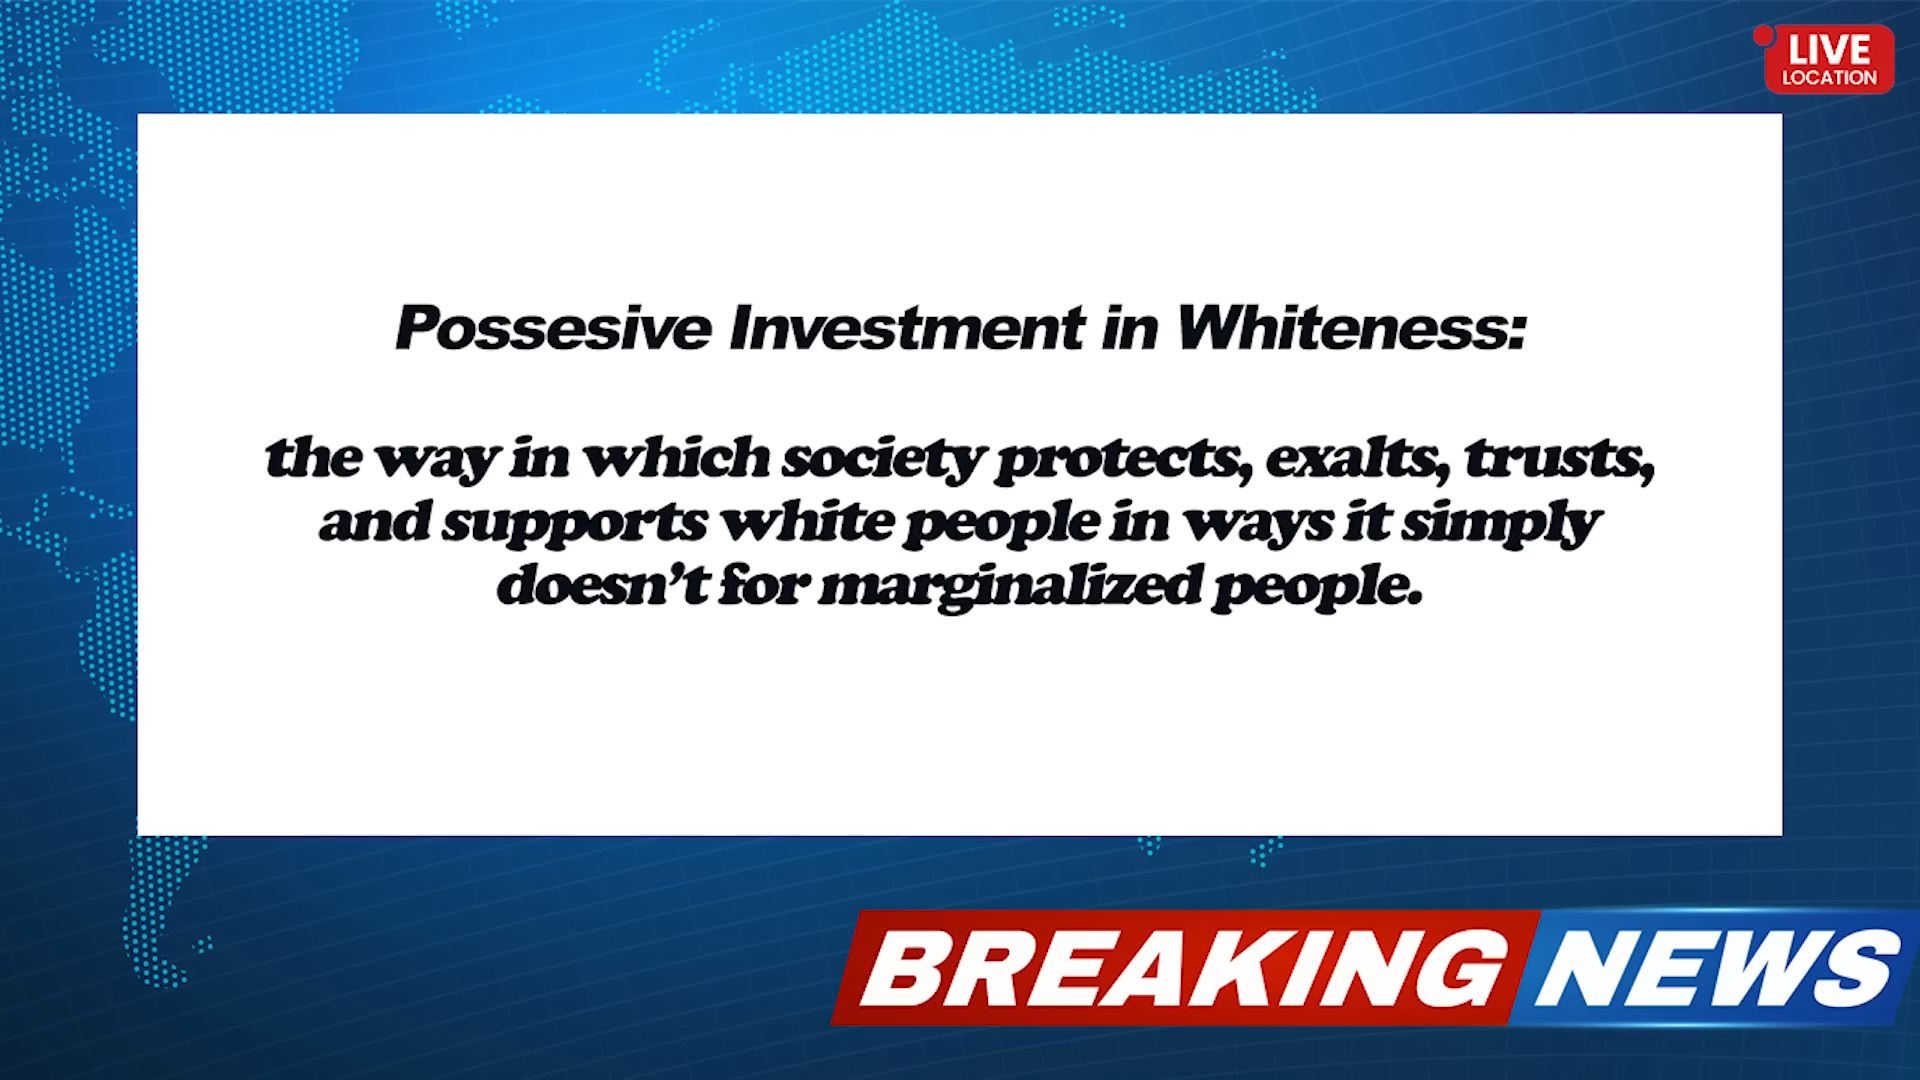 LIVE
LOCATION
Possesive Investment in Whiteness:
the way in which society protects, exalts, trusts,
and supports white people in ways it simply
doesn’t for marginalized people.
BREAKING NEWS